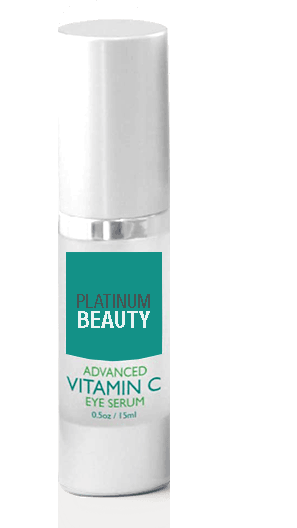 PLATINUM
BEAUTY
ADVANCED
VITAMIN C
EYE SERUM
0.5oz / 15ml